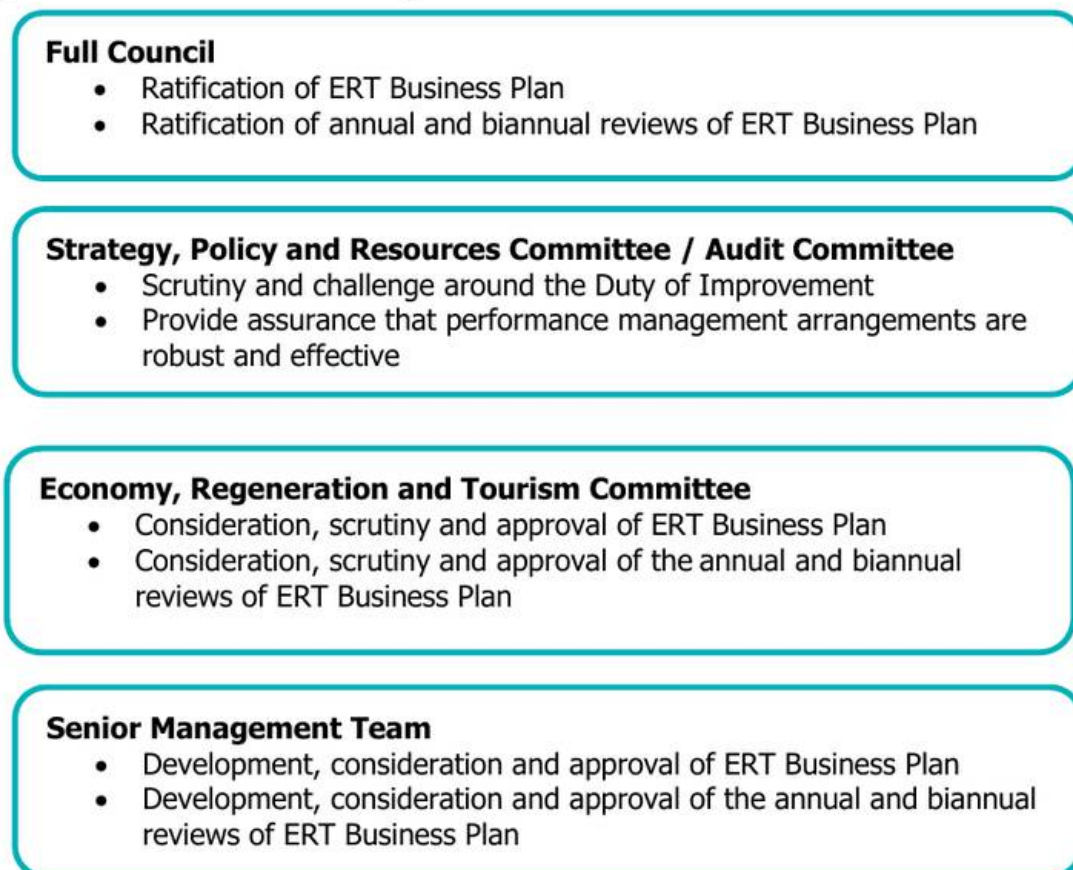 Full Council
• Ratification of ERT Business Plan
• Ratification of annual and biannual reviews of ERT Business Plan
Strategy, Policy and Resources Committee / Audit Committee
• Scrutiny and challenge around the Duty of Improvement
• Provide assurance that performance management arrangements are
robust and effective
Economy, Regeneration and Tourism Committee
• Consideration, scrutiny and approval of ERT Business Plan
• Consideration, scrutiny and approval of the annual and biannual
reviews of ERT Business Plan
Senior Management Team
• Development, consideration and approval of ERT Business Plan
• Development, consideration and approval of the annual and biannual
reviews of ERT Business Plan